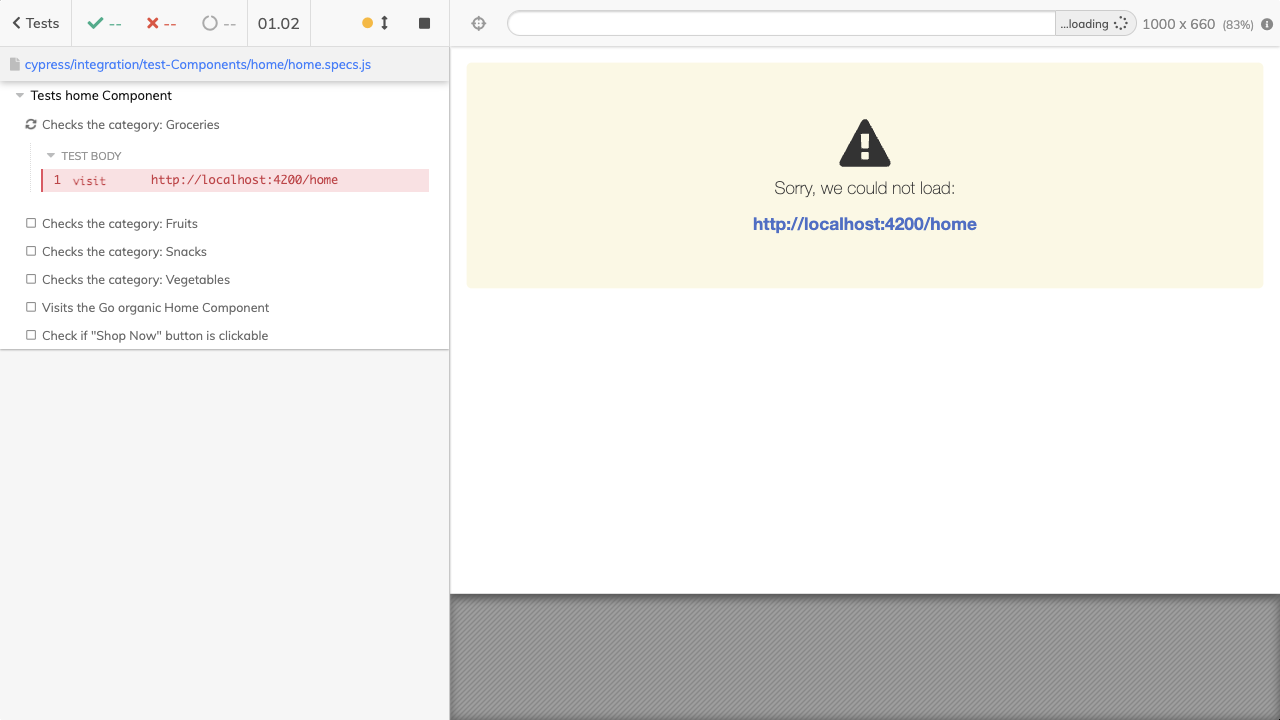 Tests
--
--
--
01.02
...loading
1000 x 660 (83%)
cypress/integration/test-Components/home/home.specs.js
Tests home Component
Checks the category: Groceries
TEST BODY
1 visit http://localhost:4200/home
Checks the category: Fruits
Checks the category: Snacks
Checks the category: Vegetables
Visits the Go organic Home Component
Check if "Shop Now" button is clickable
Sorry, we could not load:
http://localhost:4200/home